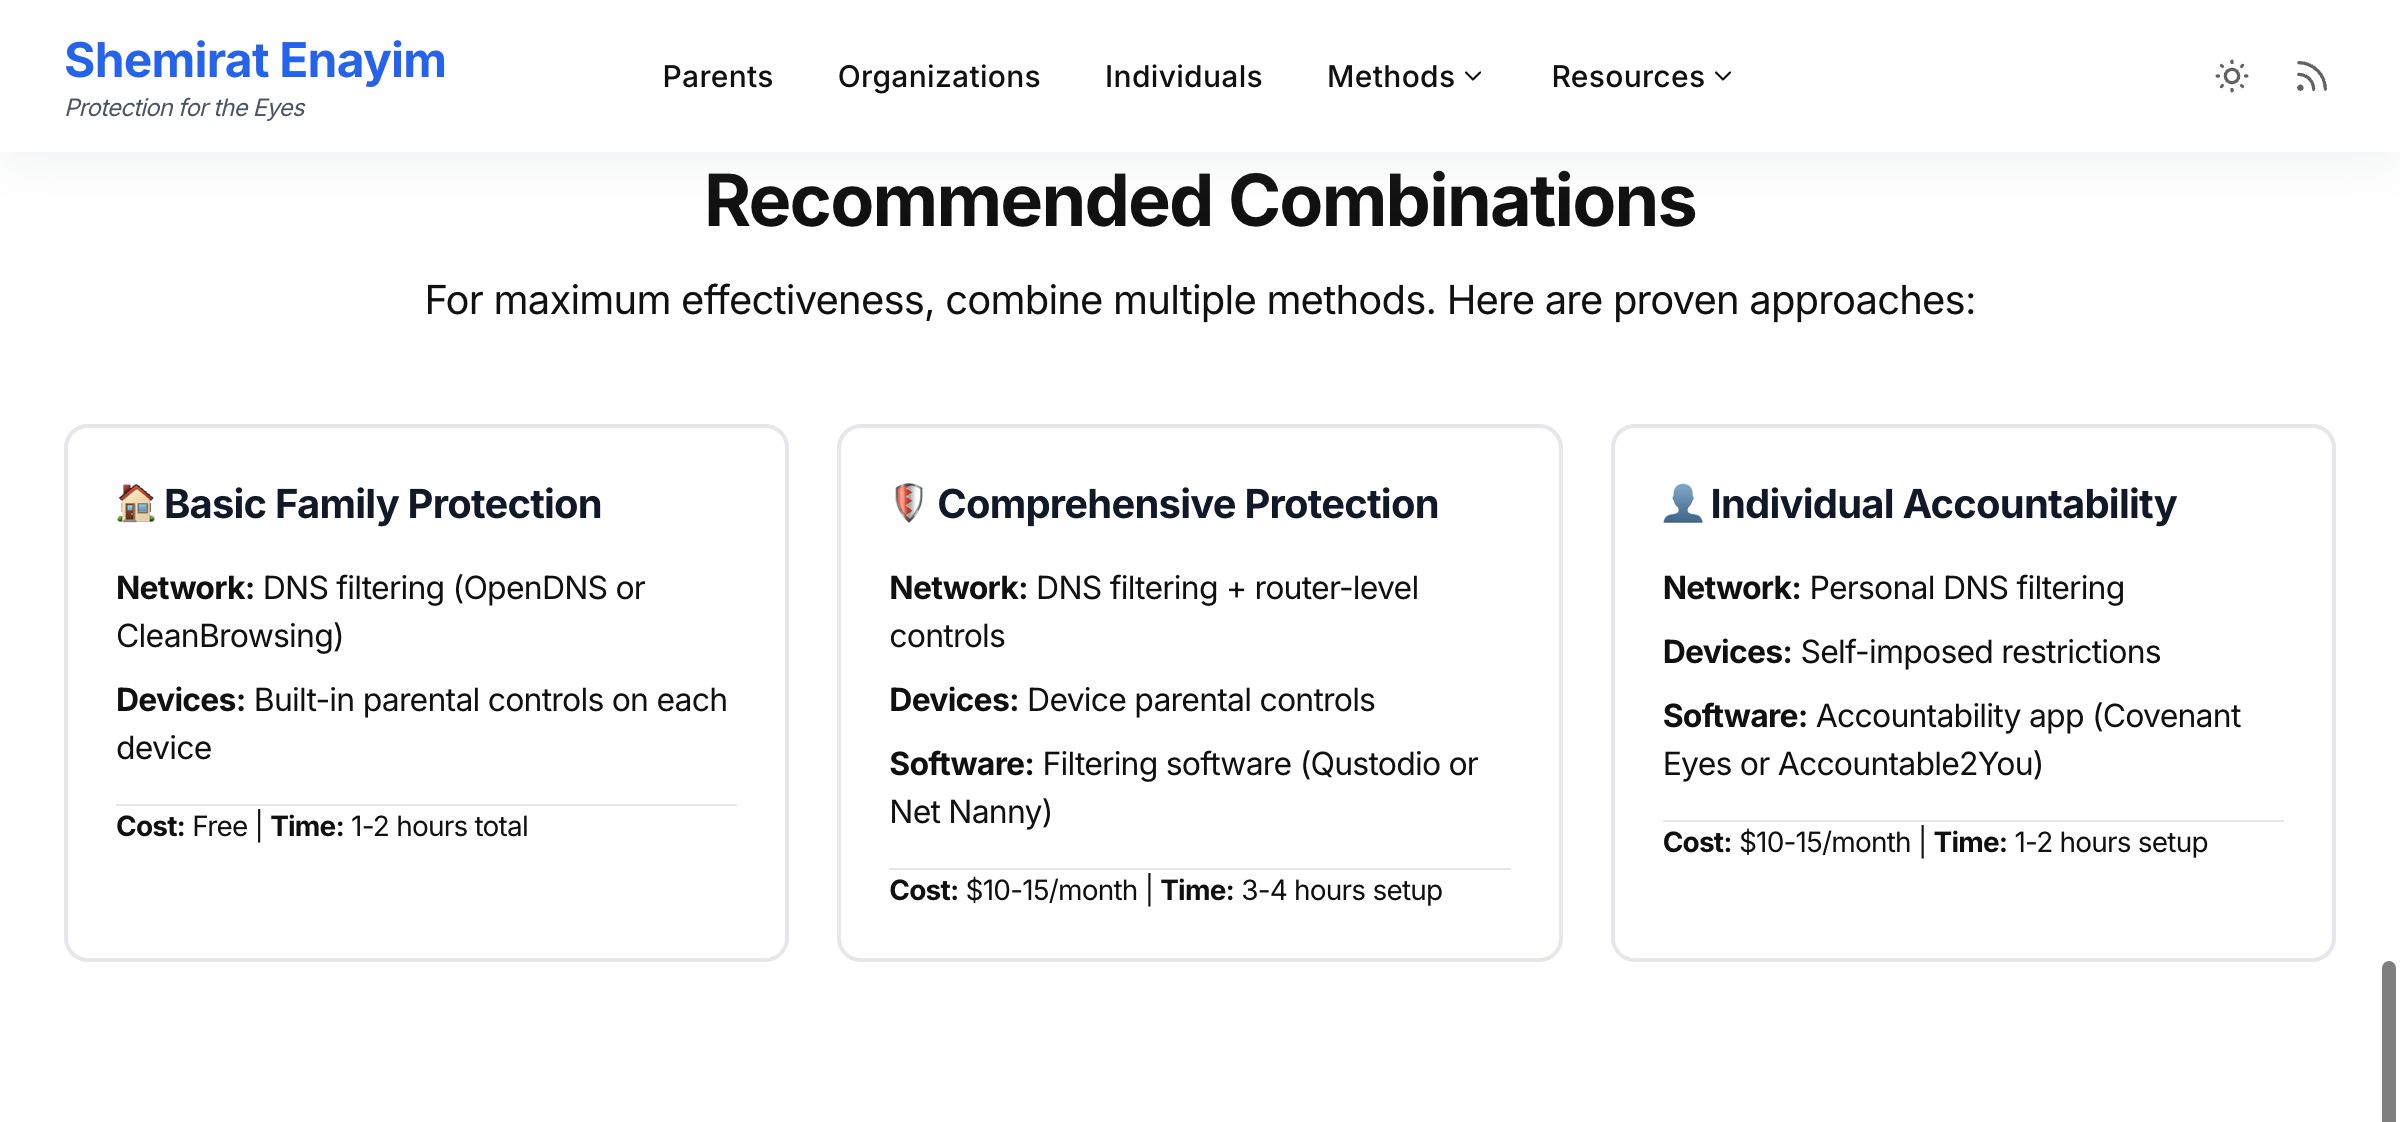 Shemirat Enayim
Protection for the Eyes
Parents
Organizations
Individuals
Methods
Resources
Recommended Combinations
For maximum effectiveness, combine multiple methods. Here are proven approaches:
🏠 Basic Family Protection
Network: DNS filtering (OpenDNS or
CleanBrowsing)
Devices: Built-in parental controls on each
device
Cost: Free | Time: 1-2 hours total
🛡️ Comprehensive Protection
Network: DNS filtering + router-level
controls
Devices: Device parental controls
Software: Filtering software (Qustodio or
Net Nanny)
Cost: $10-15/month | Time: 3-4 hours setup
👤 Individual Accountability
Network: Personal DNS filtering
Devices: Self-imposed restrictions
Software: Accountability app (Covenant
Eyes or Accountable2You)
Cost: $10-15/month | Time: 1-2 hours setup